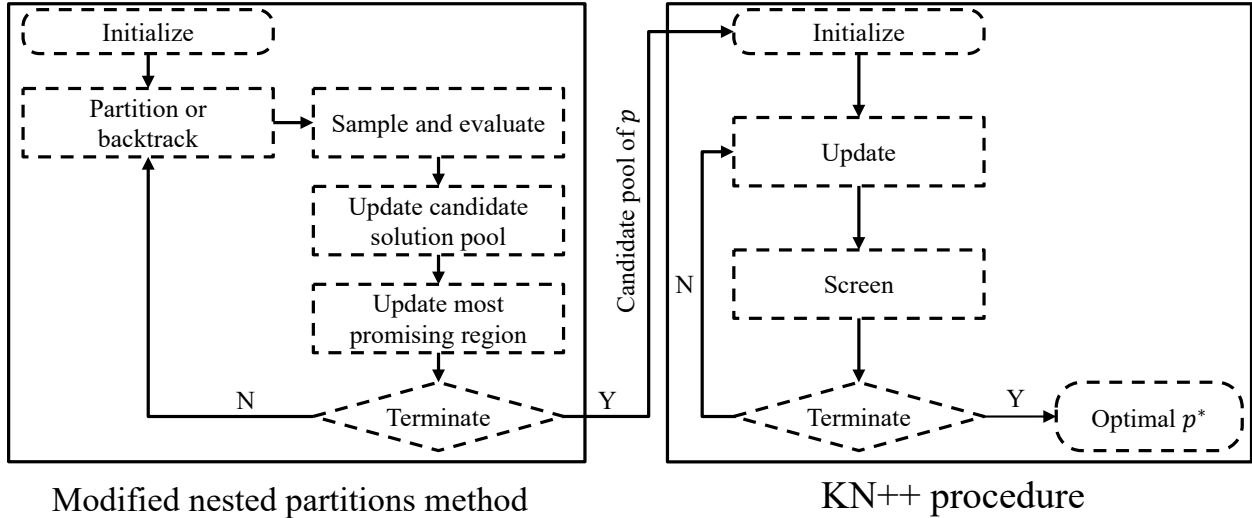 Initialize
Partition or
backtrack
Sample and evaluate
Update candidate
solution pool
Update most
promising region
Terminate
N
Y
Modified nested partitions method
Candidate pool of p
Initialize
Update
Screen
N
Terminate
Y
Optimal p*
KN++ procedure